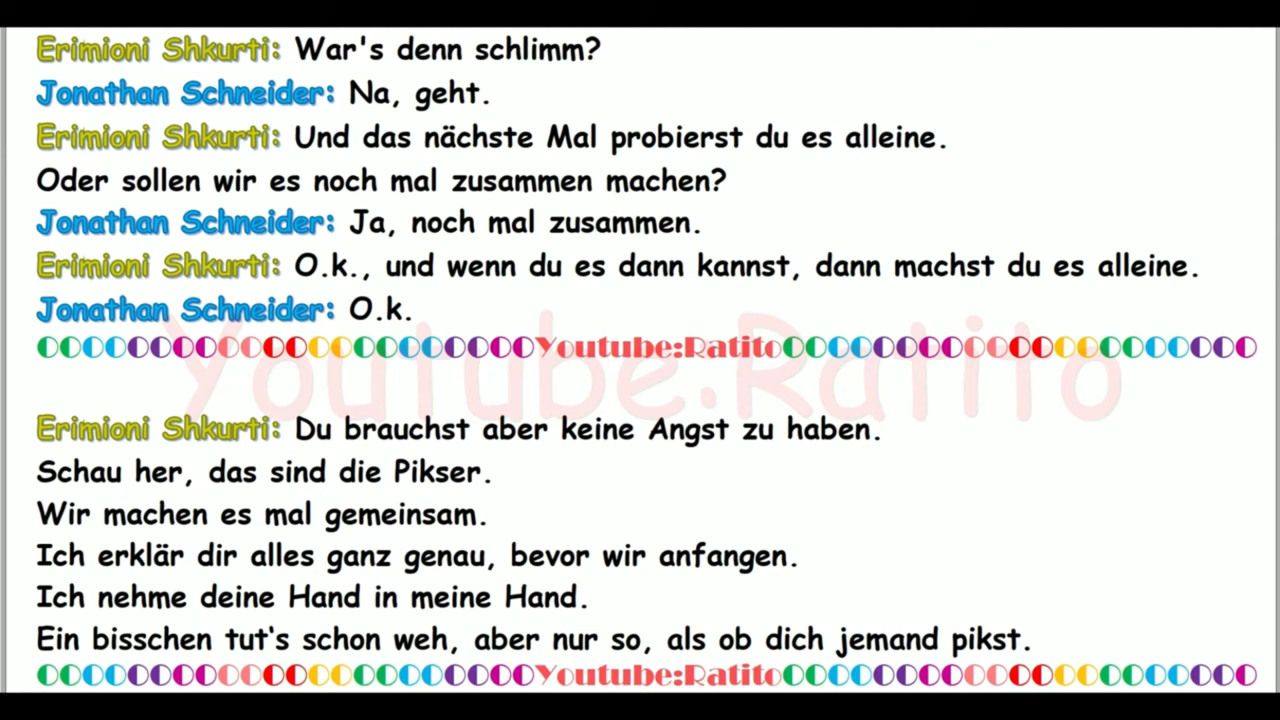 Erimioni Shkurti: War's denn schlimm?
Jonathan Schneider: Na, geht.
Erimioni Shkurti: Und das nächste Mal probierst du es alleine.
Oder sollen wir es noch mal zusammen machen?
Jonathan Schneider: Ja, noch mal zusammen.
Erimioni Shkurti: O.k., und wenn du es dann kannst, dann machst du es alleine.
Jonathan Schneider: O.k.
Youtube:Ratito
Youtube:Ratito
Erimioni Shkurti: Du brauchst aber keine Angst zu haben.
Schau her, das sind die Pikser.
Wir machen es mal gemeinsam.
Ich erklär dir alles ganz genau, bevor wir anfangen.
Ich nehme deine Hand in meine Hand.
Ein bisschen tut's schon weh, aber nur so, als ob dich jemand pikst.
Youtube:Ratito